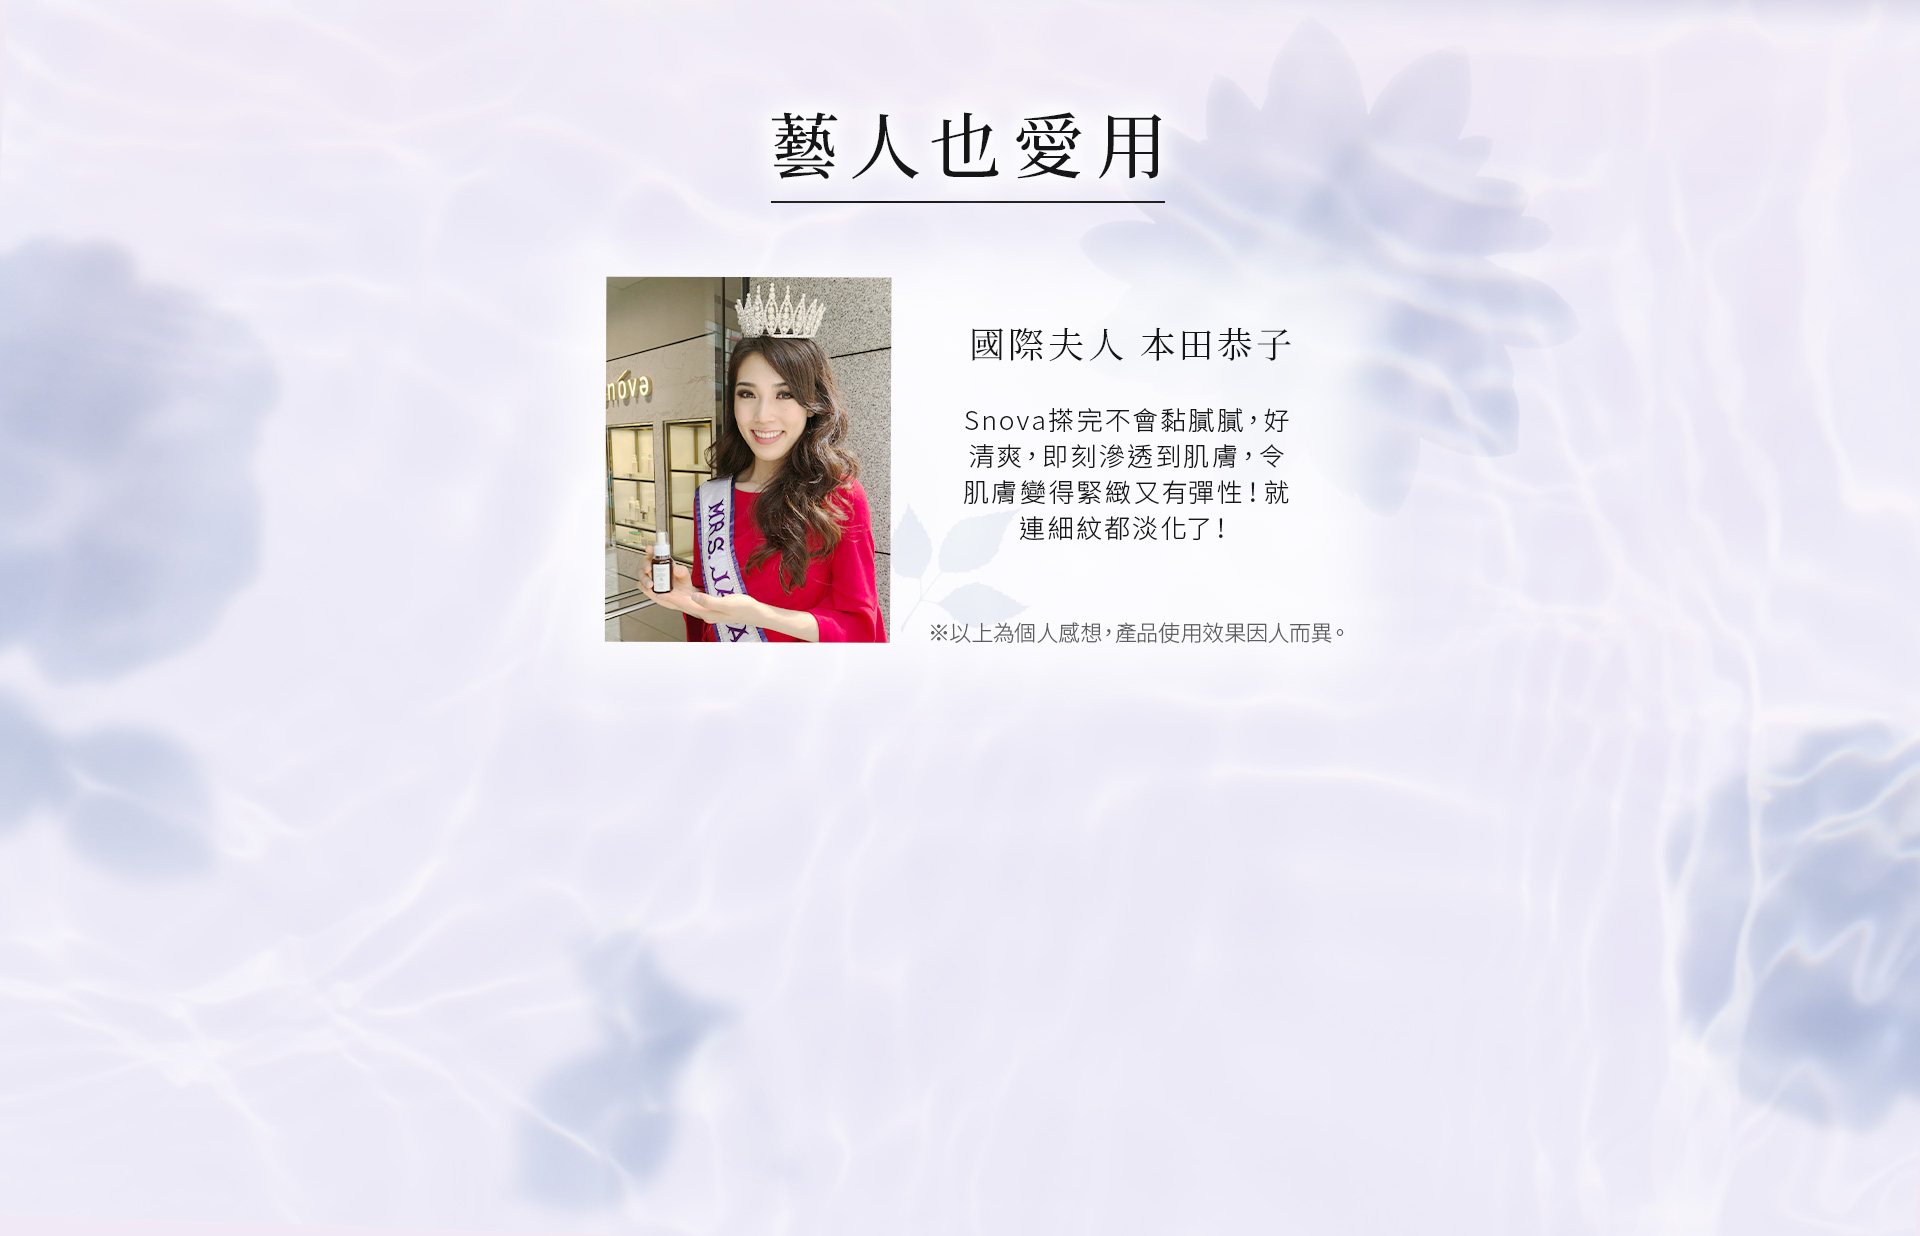 藝人也愛用
nóva
MRS. JA
A
國際夫人 本田恭子
Snova搽完不會黏膩膩，好
清爽，即刻滲透到肌膚，令
肌膚變得緊緻又有彈性！就
連細紋都淡化了！
※以上為個人感想，產品使用效果因人而異。